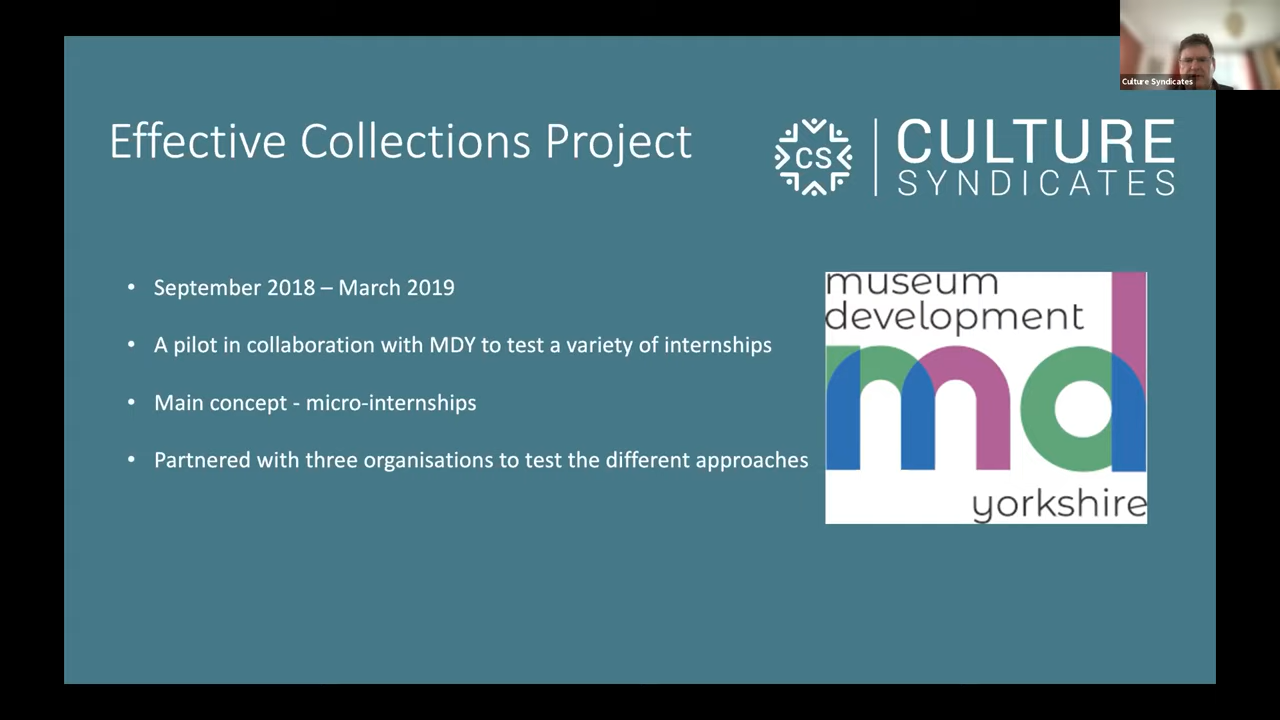 Culture Syndicates
Effective Collections Project
CS
CULTURE
SYNDICATES
• September 2018 – March 2019
• A pilot in collaboration with MDY to test a variety of internships
• Main concept - micro-internships
• Partnered with three organisations to test the different approaches
museum
development
md
yorkshire